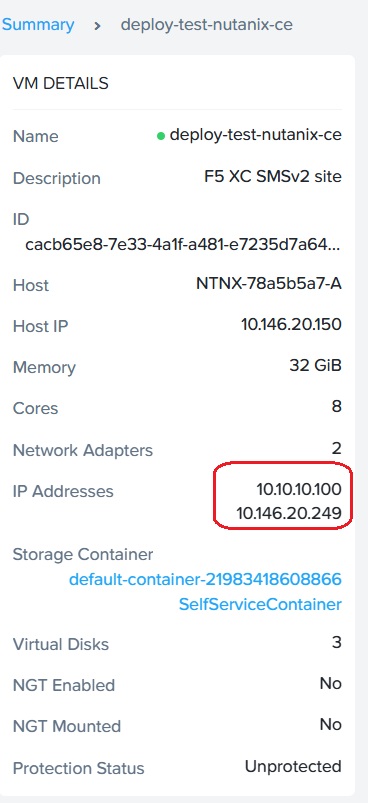 Summary > deploy-test-nutanix-ce
VM DETAILS
Name deploy-test-nutanix-ce
Description F5 XC SMSv2 site
ID
cacb65e8-7e33-4a1f-a481-e7235d7a64...
Host NTNX-78a5b5a7-A
Host IP 10.146.20.150
Memory 32 GiB
Cores 8
Network Adapters 2
IP Addresses 10.10.10.100
10.146.20.249
Storage Container
default-container-21983418608866
SelfServiceContainer
Virtual Disks 3
NGT Enabled No
NGT Mounted No
Protection Status Unprotected